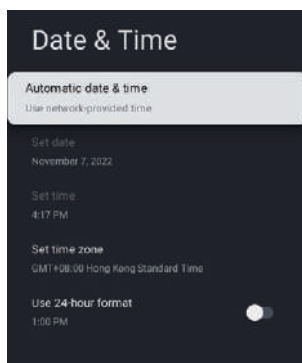 Date & Time
Automatic date & time
Use network-provided time
Set date
November 7, 2022
Set time
4:17 PM
Set time zone
GMT+08:00 Hong Kong Standard Time
Use 24-hour format
1:00 PM